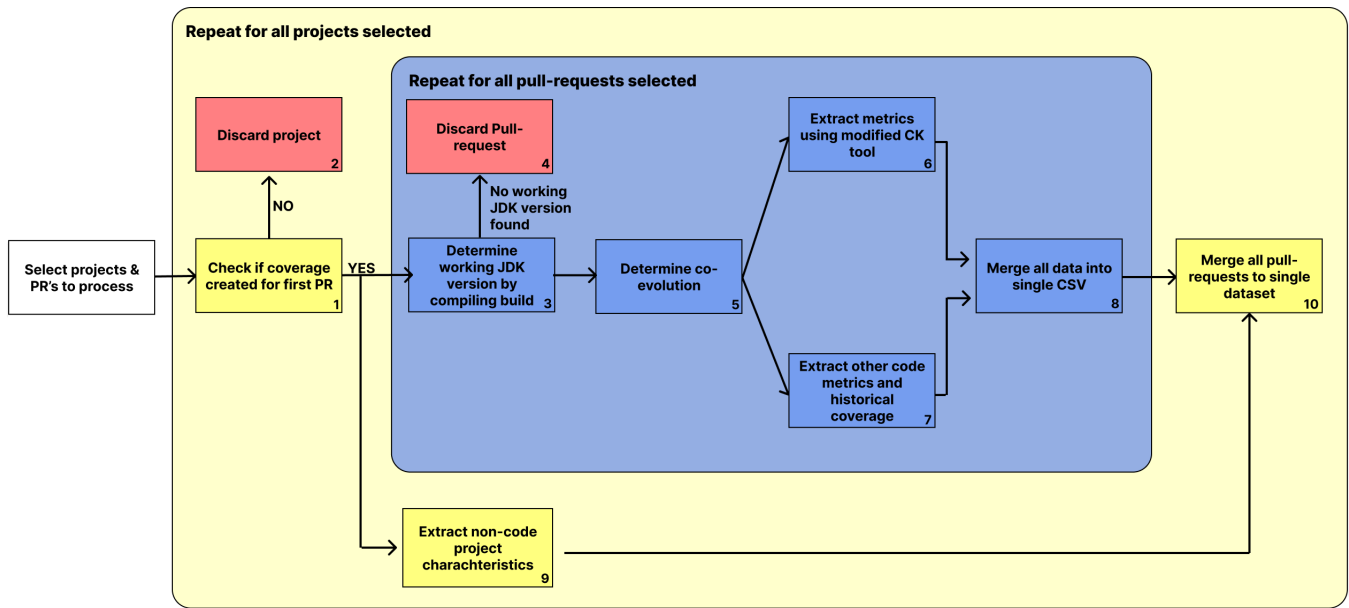 Repeat for all projects selected
Repeat for all pull-requests selected
Discard project
2
Discard Pull-
request
4
Extract metrics
using modified CK
tool
6
NO
No working
JDK version
found
Select projects &
PR's to process
Check if coverage
created for first PR
1
YES
Determine
working JDK
version by
compiling build
3
Determine co-
evolution
5
Merge all data into
single CSV
8
Merge all pull-
requests to single
dataset
10
Extract other code
metrics and
historical
coverage
7
Extract non-code
project
charachteristics
9